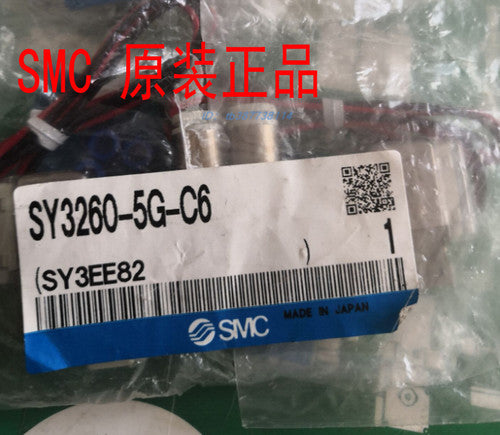 SMC 原装正品
SY3260-5G-C6
(SY3EE82 ) 1
SMC MADE IN JAPAN